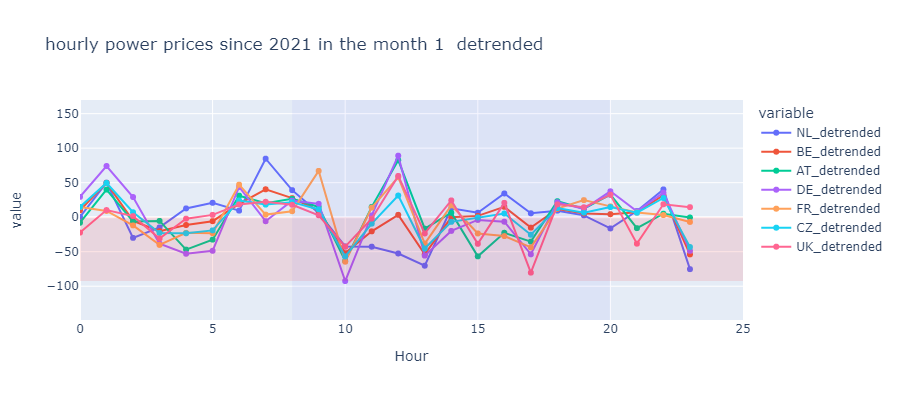 hourly power prices since 2021 in the month 1 detrended
variable
NL_detrended
BE_detrended
AT_detrended
DE_detrended
FR_detrended
CZ_detrended
UK_detrended
value
150
100
50
0
−50
−100
0 5 10 15 20 25
Hour